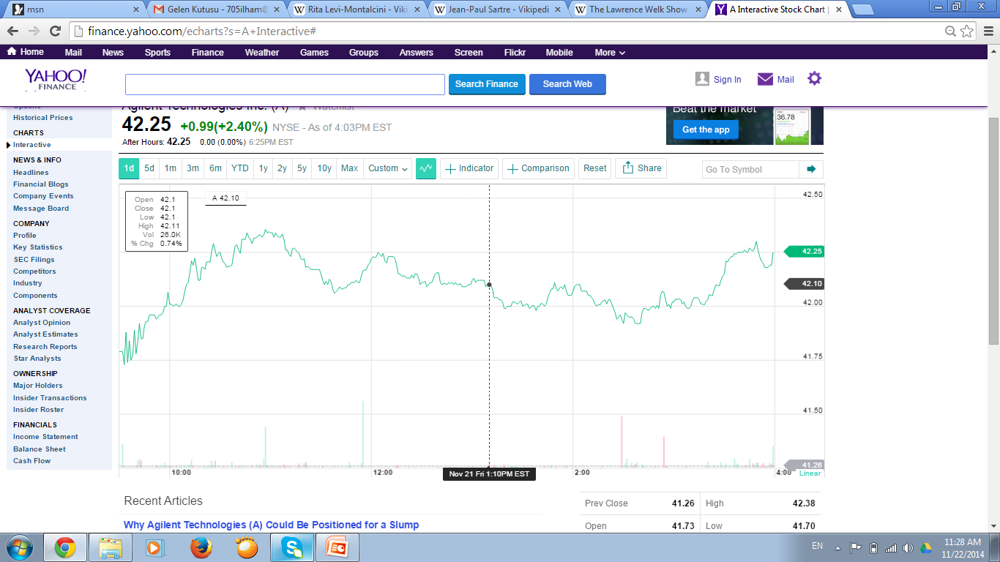 msn
Gelen Kutusu - 705ilham@
Rita Levi-Montalcini - Viki
Jean-Paul Sartre - Vikipedi
The Lawrence Welk Show
A Interactive Stock Chart |
finance.yahoo.com/echarts?s=A+Interactive#
Home Mail News Sports Finance Weather Games Groups Answers Screen Flickr Mobile More
YAHOO!
FINANCE
Search Finance
Search Web
Sign In
Mail
Options
Historical Prices
CHARTS
Interactive
NEWS & INFO
Headlines
Financial Blogs
Company Events
Message Board
COMPANY
Profile
Key Statistics
SEC Filings
Competitors
Industry
Components
ANALYST COVERAGE
Analyst Opinion
Analyst Estimates
Research Reports
Star Analysts
OWNERSHIP
Major Holders
Insider Transactions
Insider Roster
FINANCIALS
Income Statement
Balance Sheet
Cash Flow
Agilent Technologies Inc. (A) Watchlist
42.25 +0.99(+2.40%) NYSE - As of 4:03PM EST
After Hours: 42.25 0.00 (0.00%) 6:25PM EST
Beat the market
Get the app
36.78
1d 5d 1m 3m 6m YTD 1y 2y 5y 10y Max Custom Indicator Comparison Reset Share Go To Symbol
Open 42.1
Close 42.1
Low 42.1
High 42.11
Vol 26.0K
% Chg 0.74%
A 42.10
42.50
42.25
42.10
42.00
41.75
41.50
41.26
10:00 12:00 Nov 21 Fri 1:10PM EST 2:00 4:00 Linear
Recent Articles
Why Agilent Technologies (A) Could Be Positioned for a Slump
Prev Close 41.26 High 42.38
Open 41.73 Low 41.70
EN
11:28 AM
11/22/2014